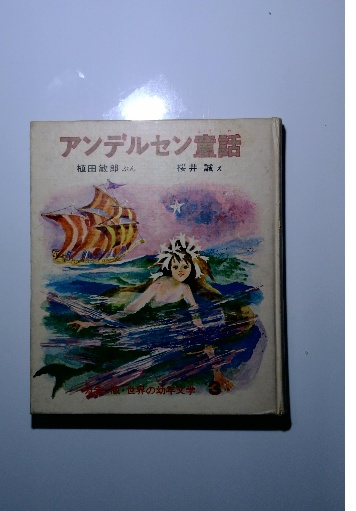 アンデルセン童話
植田敏郎 ぶん 桜井 誠 え
・世界の幼年文学